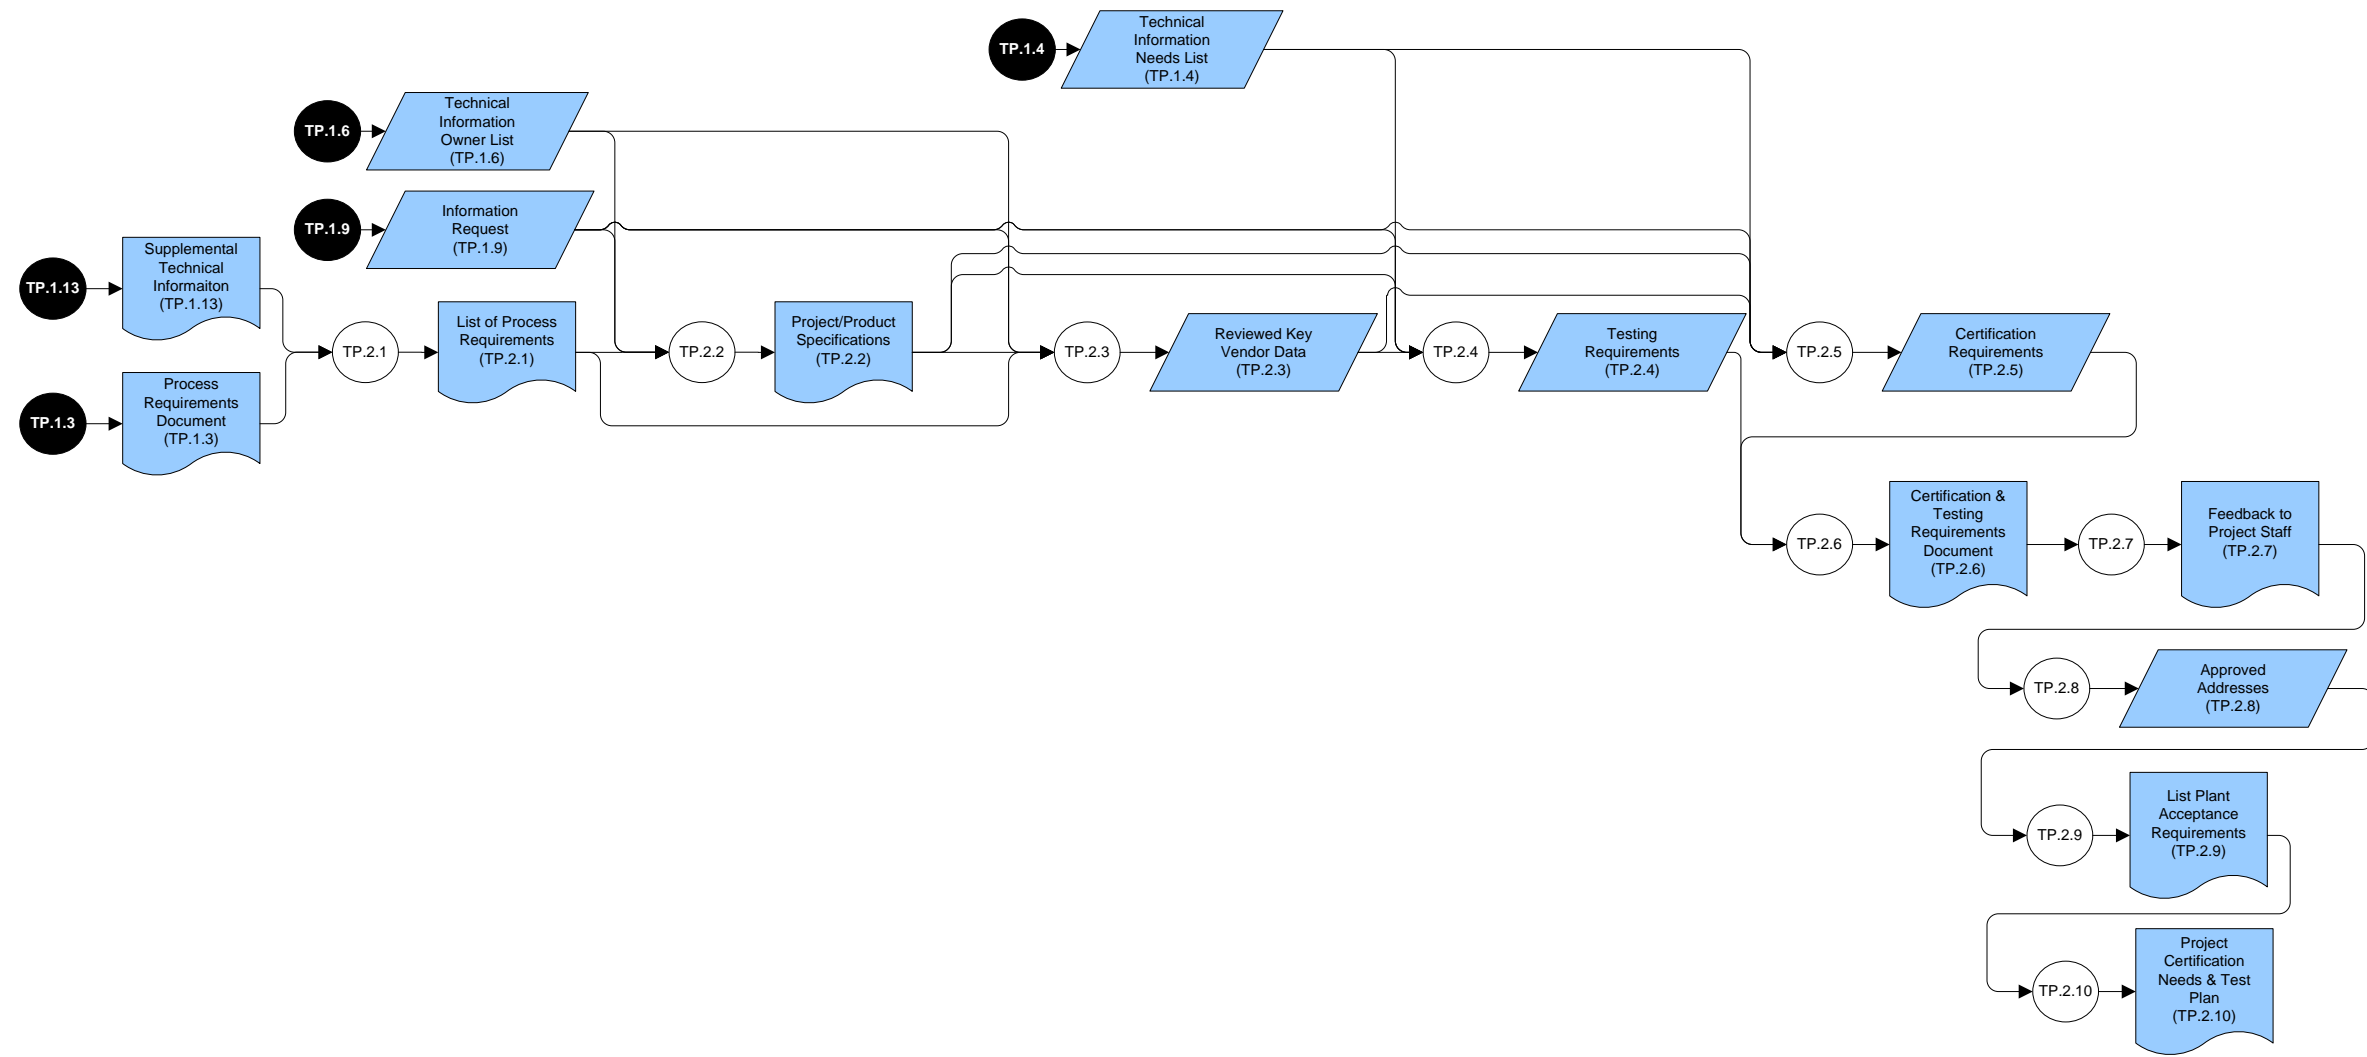 TP.1.4
Technical
Information
Needs List
(TP.1.4)
TP.1.6
Technical
Information
Owner List
(TP.1.6)
TP.1.9
Information
Request
(TP.1.9)
TP.1.13
Supplemental
Technical
Informaiton
(TP.1.13)
TP.1.3
Process
Requirements
Document
(TP.1.3)
TP.2.1
List of Process
Requirements
(TP.2.1)
TP.2.2
Project/Product
Specifications
(TP.2.2)
TP.2.3
Reviewed Key
Vendor Data
(TP.2.3)
TP.2.4
Testing
Requirements
(TP.2.4)
TP.2.5
Certification
Requirements
(TP.2.5)
TP.2.6
Certification &
Testing
Requirements
Document
(TP.2.6)
TP.2.7
Feedback to
Project Staff
(TP.2.7)
TP.2.8
Approved
Addresses
(TP.2.8)
TP.2.9
List Plant
Acceptance
Requirements
(TP.2.9)
TP.2.10
Project
Certification
Needs & Test
Plan
(TP.2.10)